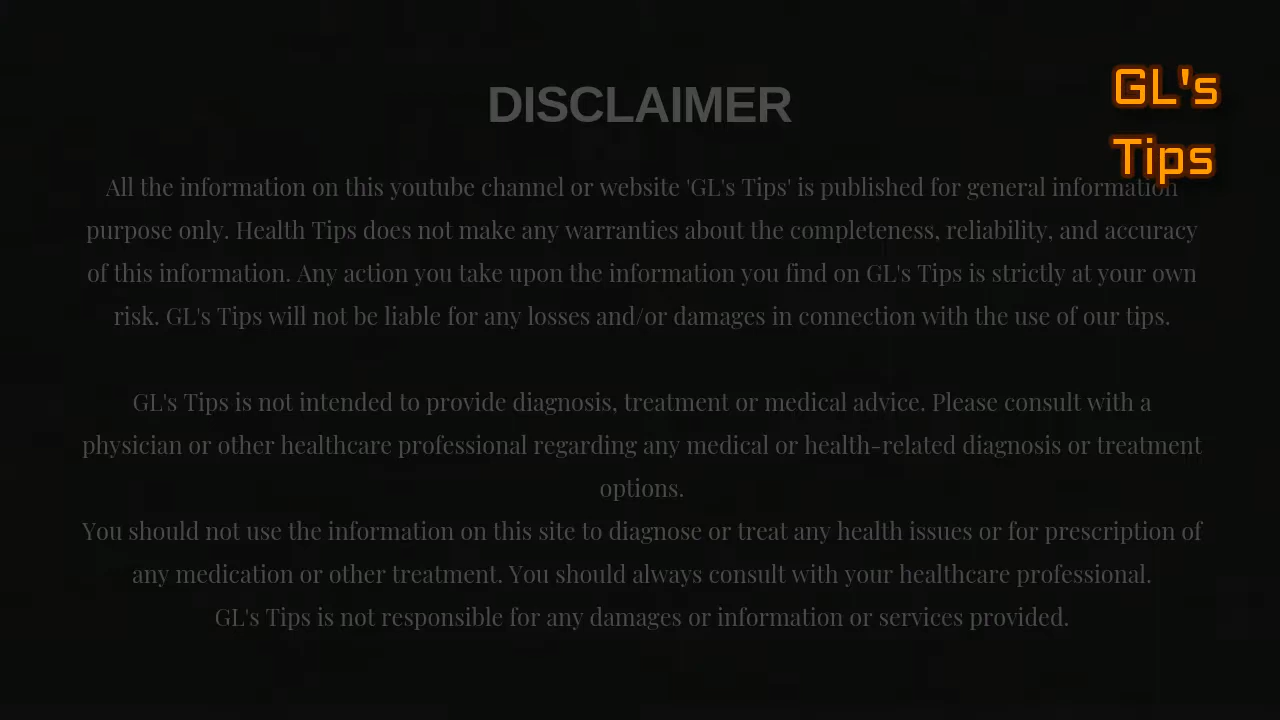 GL's
Tips
DISCLAIMER
All the information on this youtube channel or website 'GL's Tips' is published for general information
purpose only. Health Tips does not make any warranties about the completeness, reliability, and accuracy
of this information. Any action you take upon the information you find on GL's Tips is strictly at your own
risk. GL's Tips will not be liable for any losses and/or damages in connection with the use of our tips.
GL's Tips is not intended to provide diagnosis, treatment or medical advice. Please consult with a
physician or other healthcare professional regarding any medical or health-related diagnosis or treatment
options.
You should not use the information on this site to diagnose or treat any health issues or for prescription of
any medication or other treatment. You should always consult with your healthcare professional.
GL's Tips is not responsible for any damages or information or services provided.